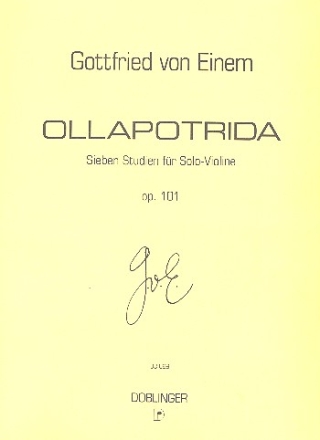 Gottfried von Einem
OLLAPOTRIDA
Sieben Studien für Solo-Violine
op. 101
G.v.E.
DOBLINGER